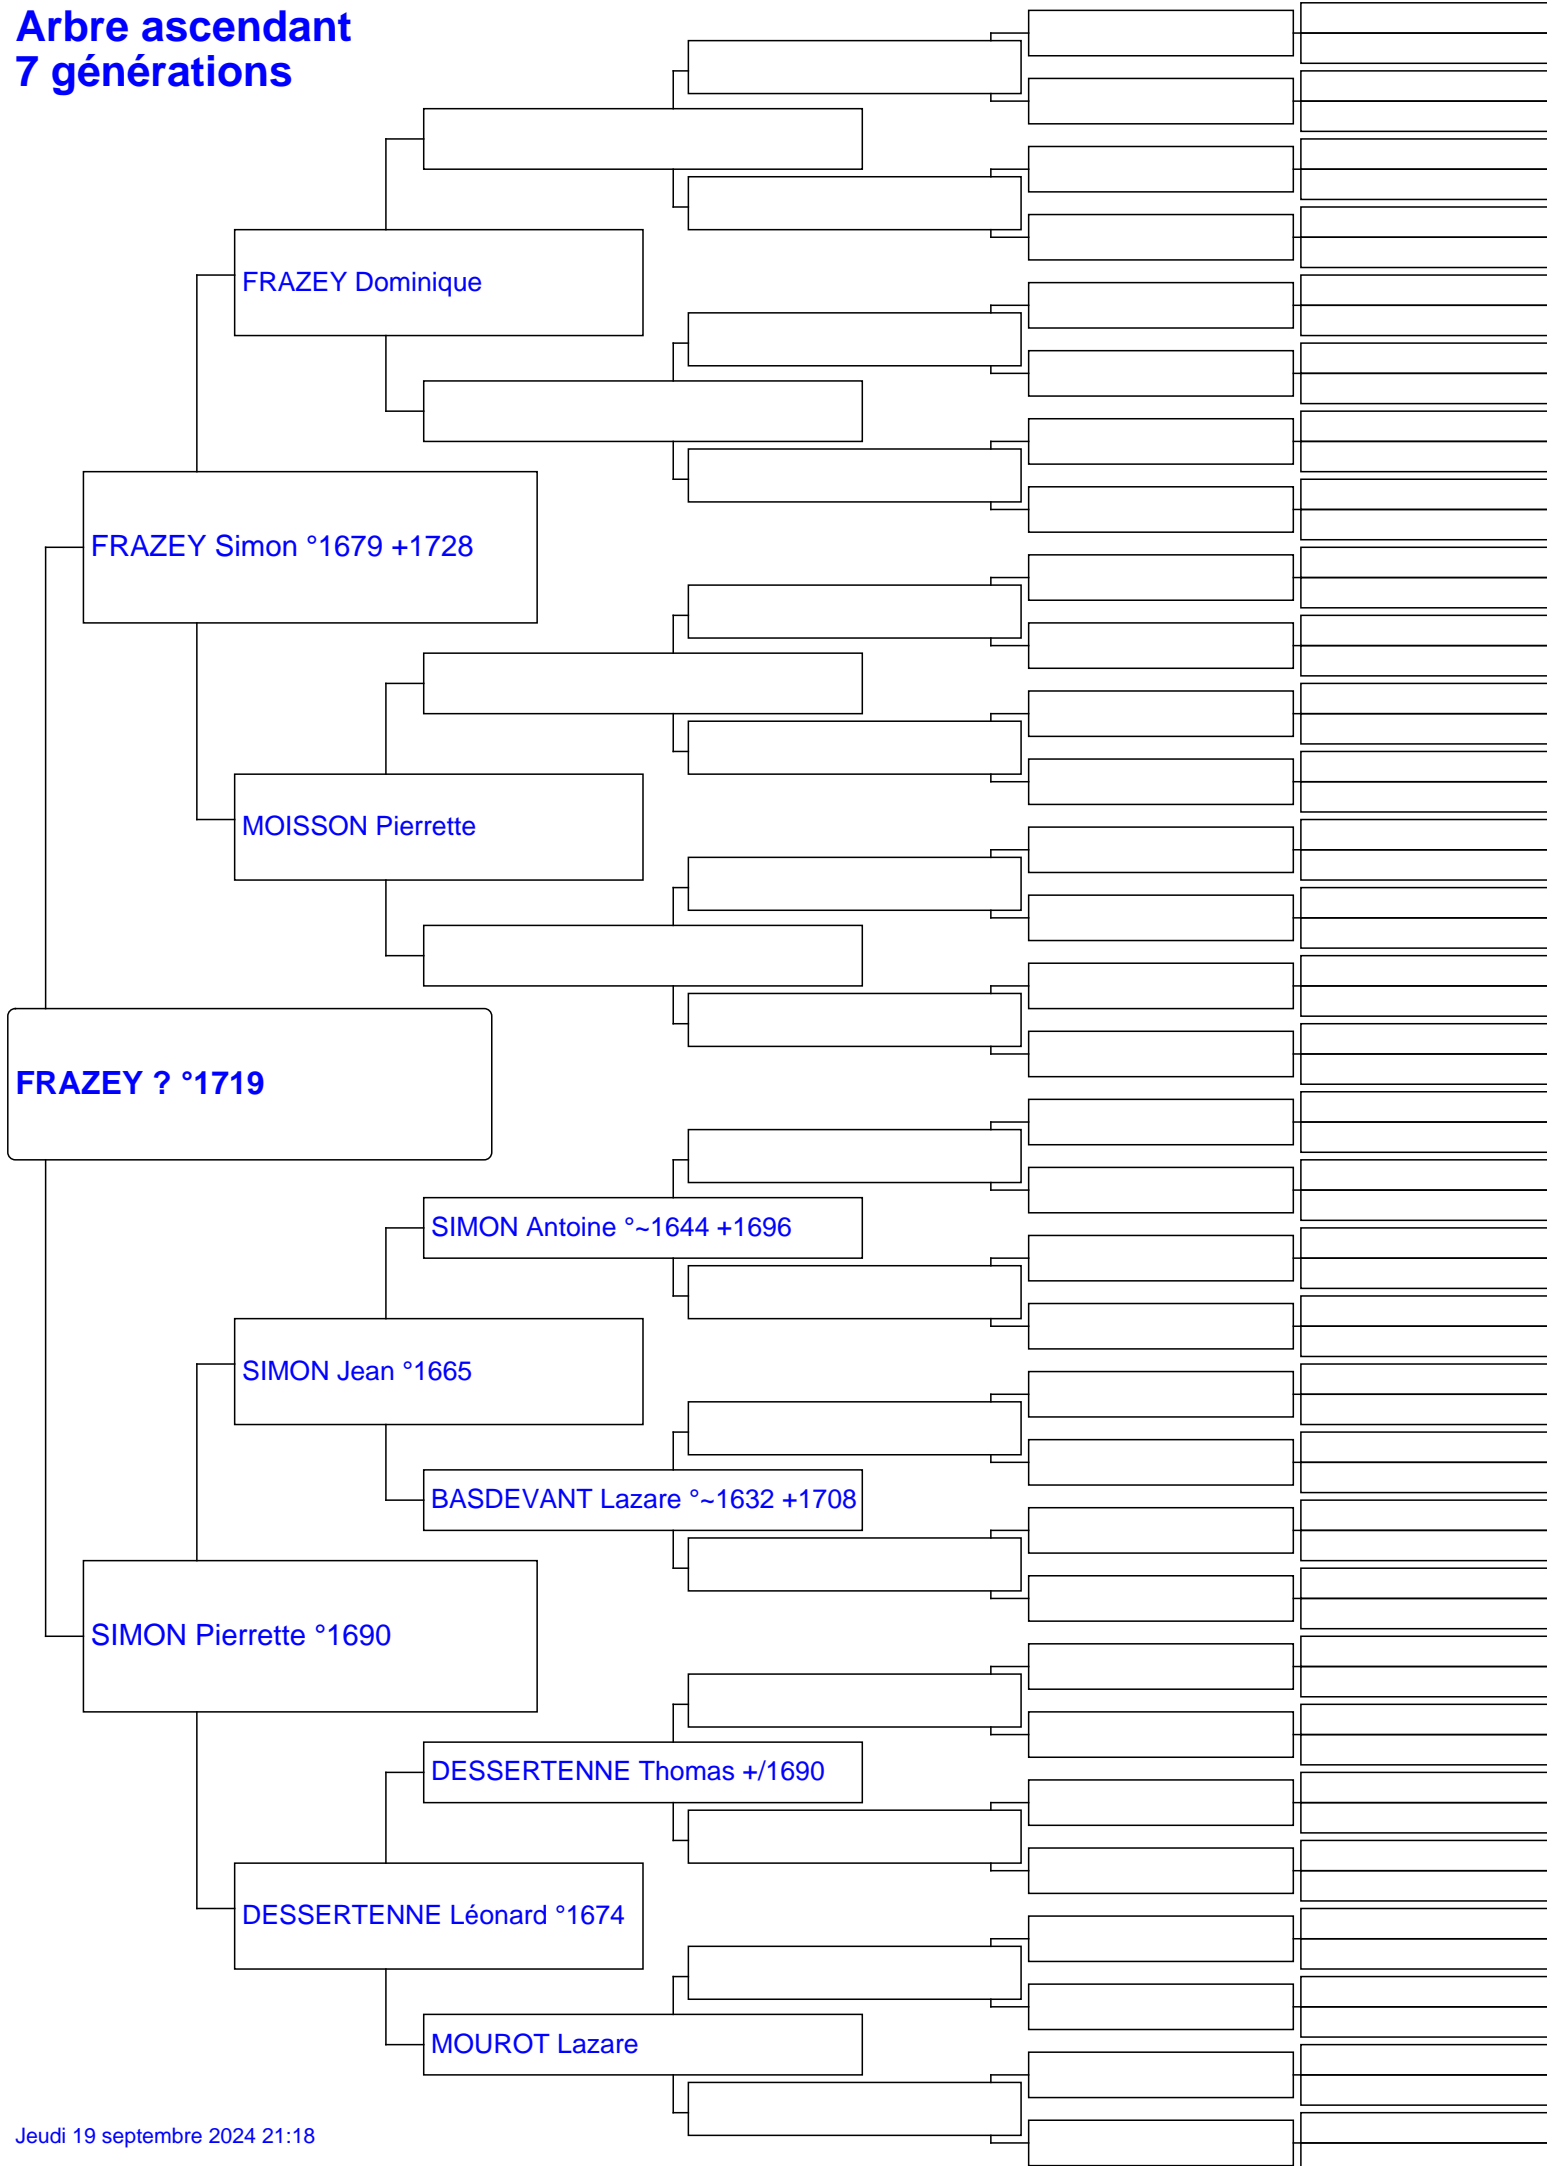 Arbre ascendant
7 générations
FRAZEY Dominique
FRAZEY Simon °1679 +1728
MOISSON Pierrette
FRAZEY ? °1719
SIMON Antoine °~1644 +1696
SIMON Jean °1665
BASDEVANT Lazare °~1632 +1708
SIMON Pierrette °1690
DESSERTENNE Thomas +/1690
DESSERTENNE Léonard °1674
MOUROT Lazare
Jeudi 19 septembre 2024 21:18